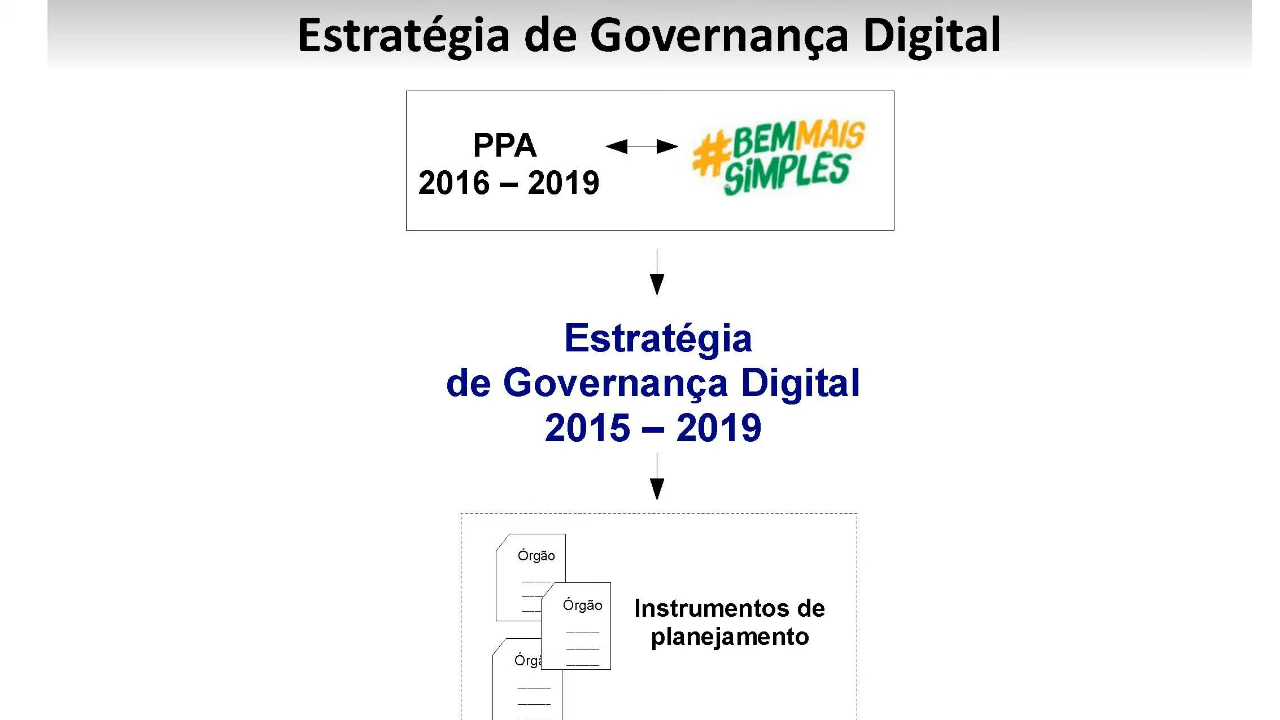 Estratégia de Governança Digital
PPA
2016 – 2019
#BEMMAIS
SIMPLES
Estratégia
de Governança Digital
2015 – 2019
Órgão
Órgão
Instrumentos de
planejamento